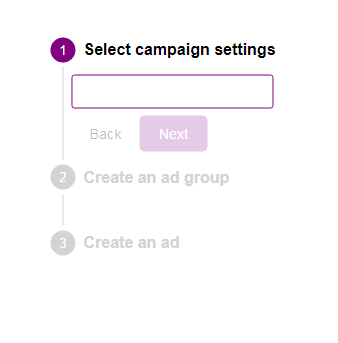 1 Select campaign settings
Back Next
2 Create an ad group
3 Create an ad